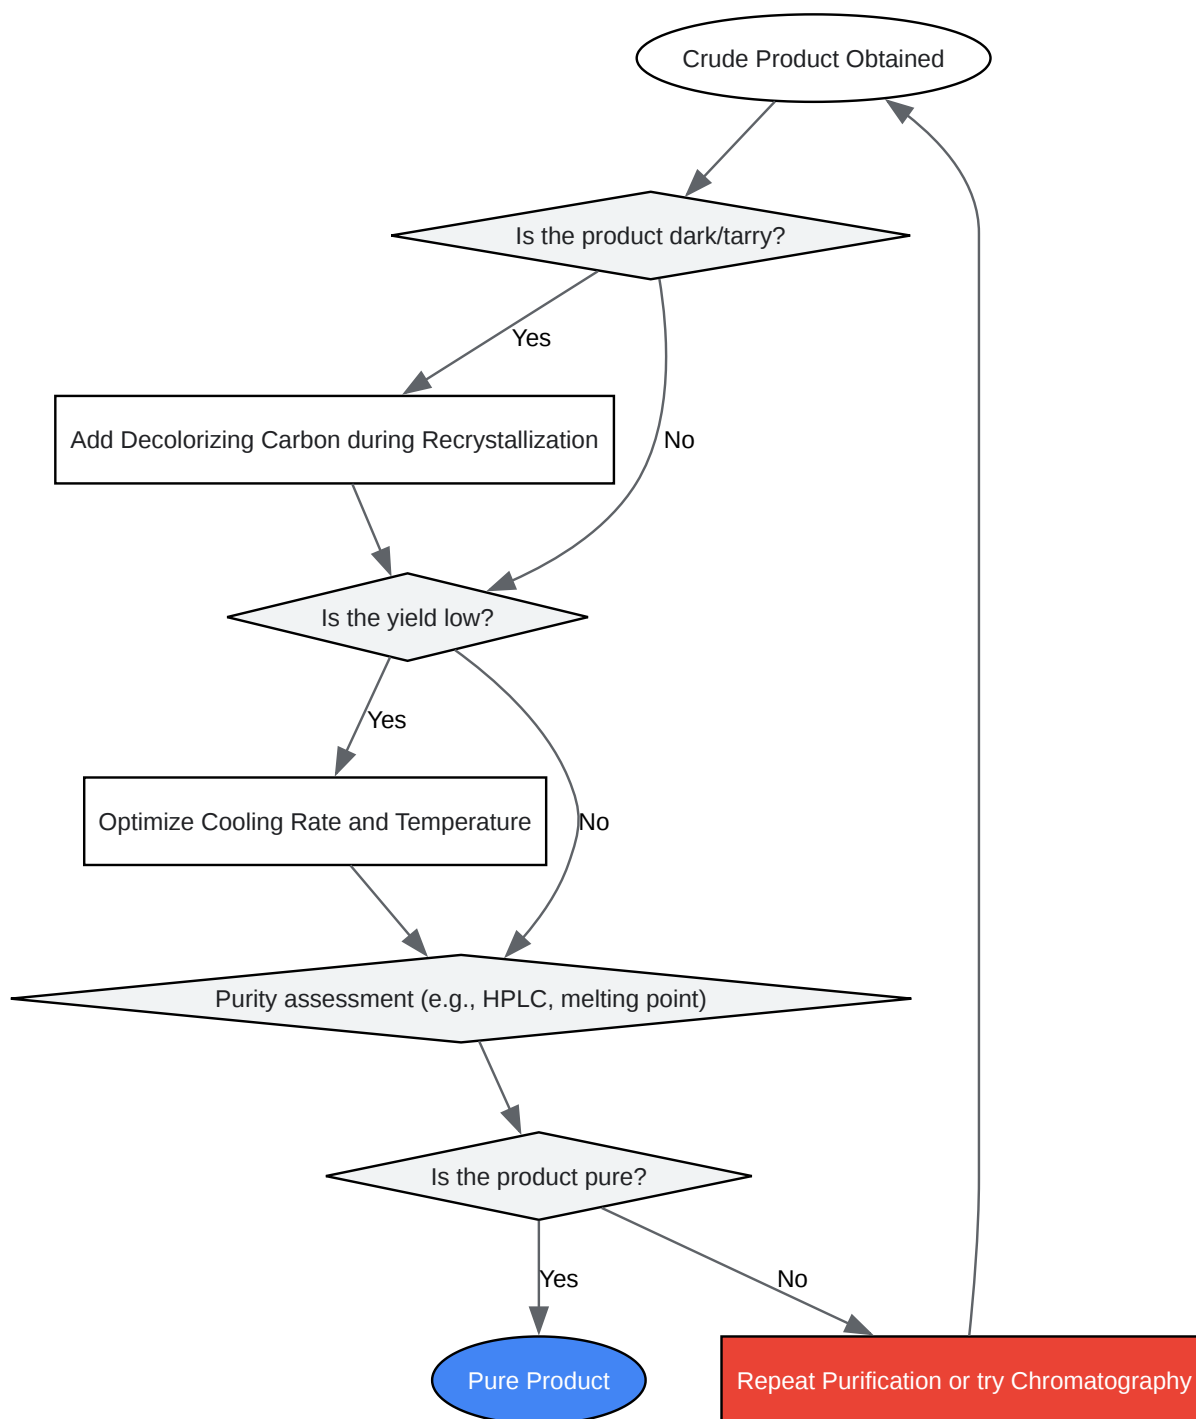 Crude Product Obtained
Is the product dark/tarry?
Yes
Add Decolorizing Carbon during Recrystallization
No
Is the yield low?
Yes
Optimize Cooling Rate and Temperature
No
Purity assessment (e.g., HPLC, melting point)
Is the product pure?
Yes
No
Pure Product
Repeat Purification or try Chromatography